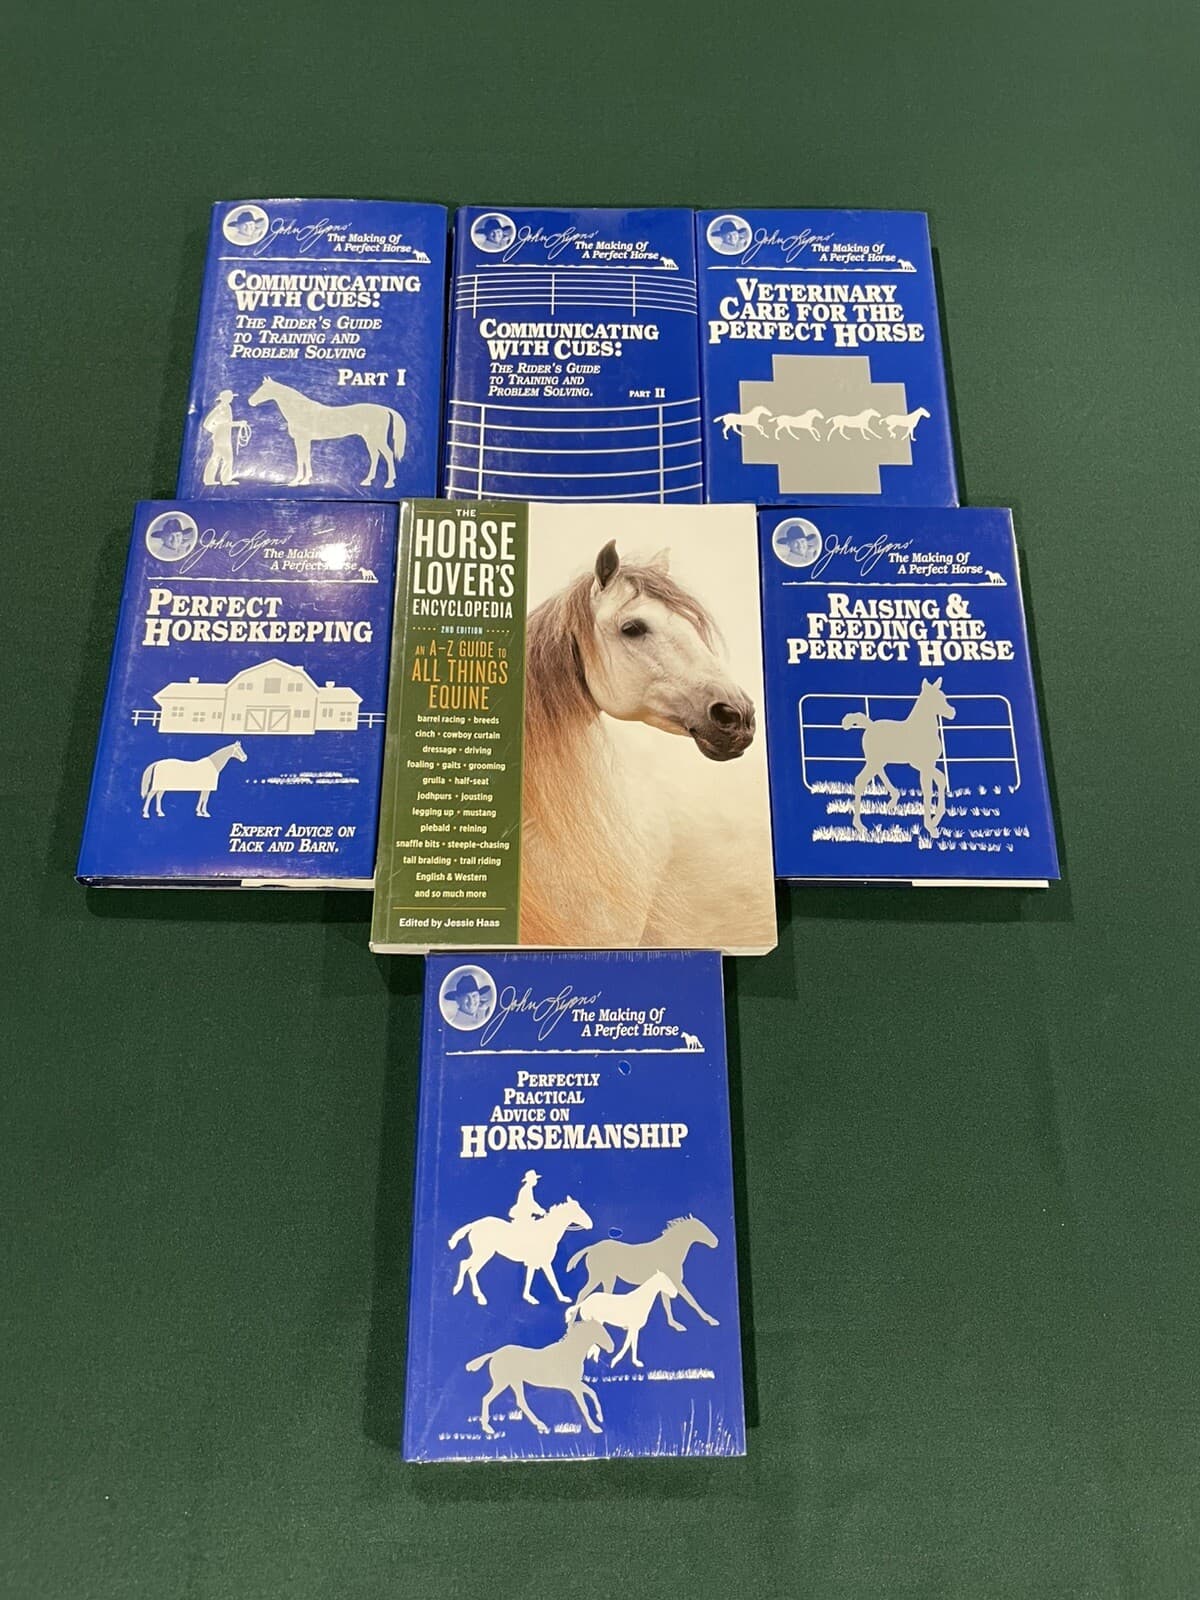 John Lyons'
The Making Of
A Perfect Horse
COMMUNICATING
WITH CUES:
THE RIDER'S GUIDE
TO TRAINING AND
PROBLEM SOLVING
PART I
John Lyons'
The Making Of
A Perfect Horse
COMMUNICATING
WITH CUES:
THE RIDER'S GUIDE
TO TRAINING AND
PROBLEM SOLVING.
PART II
John Lyons'
The Making Of
A Perfect Horse
VETERINARY
CARE FOR THE
PERFECT HORSE
John Lyons'
The Making Of
A Perfect Horse
PERFECT
HORSEKEEPING
EXPERT ADVICE ON
TACK AND BARN.
THE
HORSE
LOVER'S
ENCYCLOPEDIA
2ND EDITION
AN A-Z GUIDE TO
ALL THINGS
EQUINE
barrel racing • breeds
cinch • cowboy curtain
dressage • driving
foaling • gaits • grooming
grulla • half-seat
jodhpurs • jousting
legging up • mustang
piebald • reining
snaffle bits • steeple-chasing
tail braiding • trail riding
English & Western
and so much more
Edited by Jessie Haas
John Lyons'
The Making Of
A Perfect Horse
RAISING &
FEEDING THE
PERFECT HORSE
John Lyons'
The Making Of
A Perfect Horse
PERFECTLY
PRACTICAL
ADVICE ON
HORSEMANSHIP